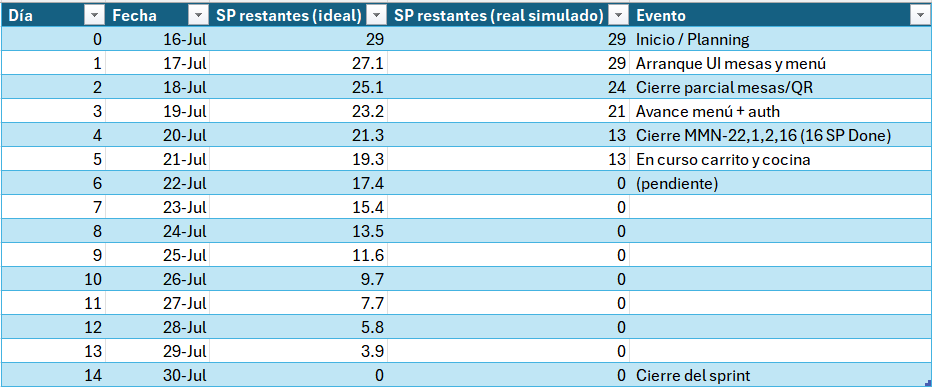 Día Fecha SP restantes (ideal) SP restantes (real simulado) Evento
0 16-Jul 29 29 Inicio / Planning
1 17-Jul 27.1 29 Arranque UI mesas y menú
2 18-Jul 25.1 24 Cierre parcial mesas/QR
3 19-Jul 23.2 21 Avance menú + auth
4 20-Jul 21.3 13 Cierre MMN-22,1,2,16 (16 SP Done)
5 21-Jul 19.3 13 En curso carrito y cocina
6 22-Jul 17.4 0 (pendiente)
7 23-Jul 15.4 0
8 24-Jul 13.5 0
9 25-Jul 11.6 0
10 26-Jul 9.7 0
11 27-Jul 7.7 0
12 28-Jul 5.8 0
13 29-Jul 3.9 0
14 30-Jul 0 0 Cierre del sprint